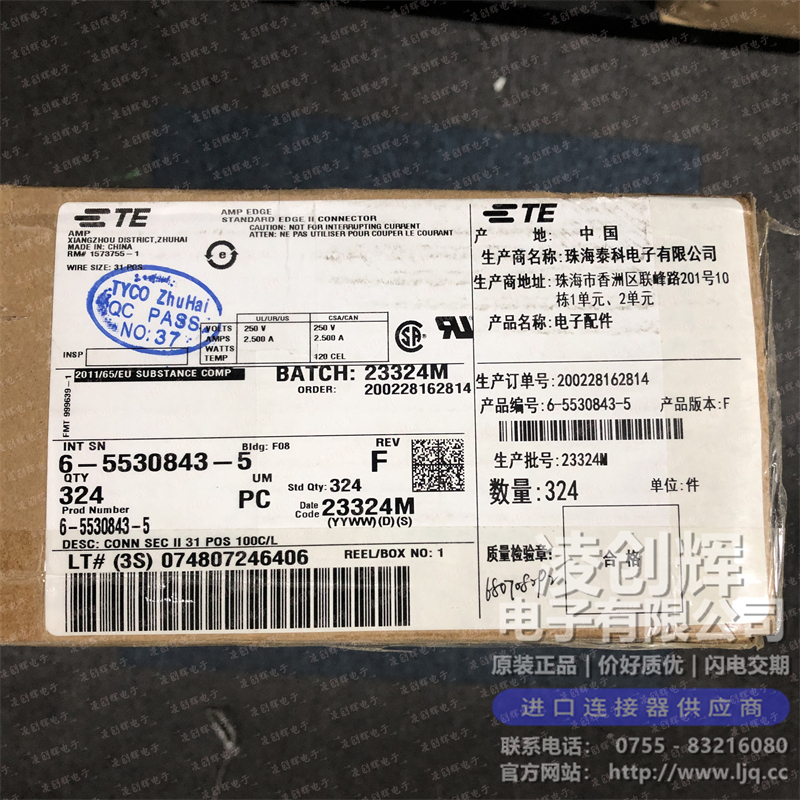 TE
AMP EDGE
STANDARD EDGE II CONNECTOR
CAUTION: NOT FOR INTERRUPTING CURRENT
ATTEN: NE PAS UTILISER POUR COUPER LE COURANT
AMP
XIANGZHOU DISTRICT,ZHUHAI
MADE IN: CHINA
RM# 1573755-1
WIRE SIZE: 31 POS
e
TYCO ZhuHai
QC PASS
NO: 37
UL/UR/US CSA/CAN
VOLTS 250 V 250 V
AMPS 2.500 A 2.500 A
WATTS
TEMP 120 CEL
INSP
2011/65/EU SUBSTANCE COMP
BATCH: 23324M
ORDER: 200228162814
FMT 999639-1
INT SN Bldg: F08 REV
6-5530843-5 F
QTY UM
324 PC Std Qty: 324
Prod Number Date Code 23324M
6-5530843-5 (YYWW)(D)(S)
DESC: CONN SEC II 31 POS 100C/L
LT# (3S) 074807246406 REEL/BOX NO: 1
TE
产 地: 中 国
生产商名称: 珠海泰科电子有限公司
生产商地址: 珠海市香洲区联峰路201号10
栋1单元、2单元
产品名称: 电子配件
生产订单号: 200228162814
产品编号: 6-5530843-5 产品版本: F
生产批号: 23324M
数量: 324 单位: 件
质量检验章: 合格
凌创辉
电子有限公司
原装正品 | 价好质优 | 闪电交期
进口连接器供应商
联系电话: 0755 - 83216080
官方网站: http://www.ljq.cc
凌创辉电子